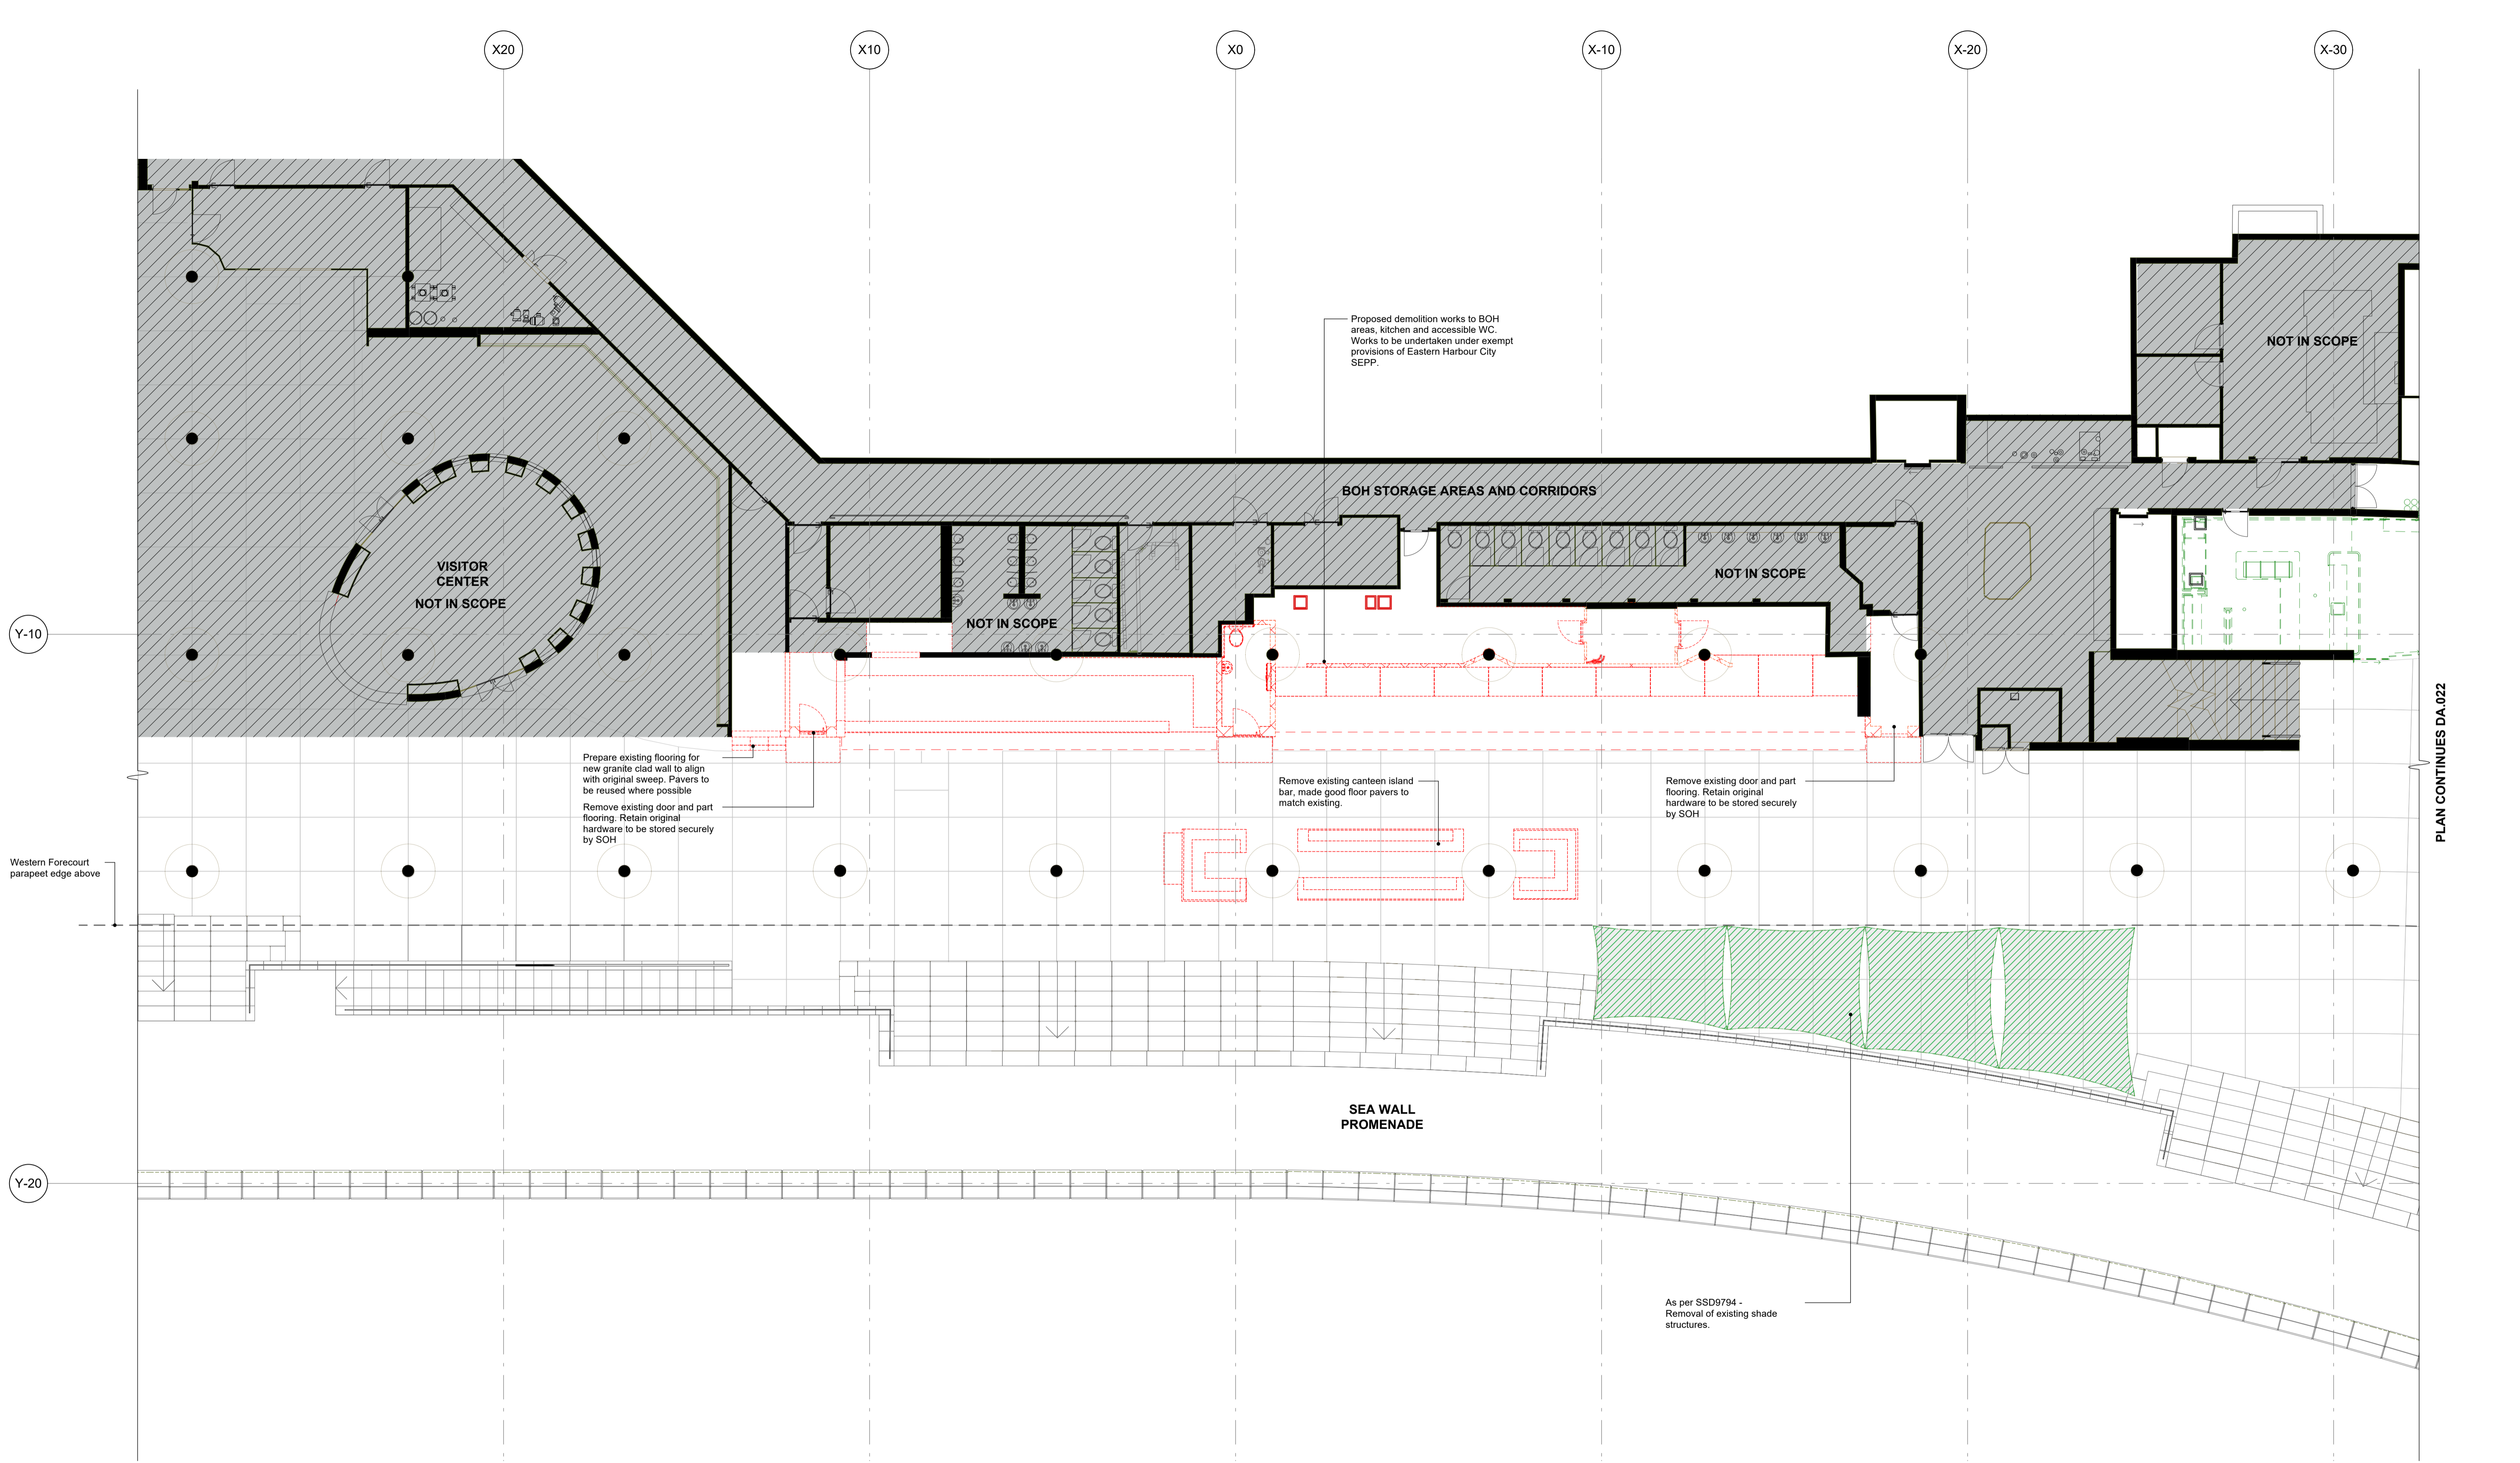 X20
X10
X0
X-10
X-20
X-30
Proposed demolition works to BOH
areas, kitchen and accessible WC.
Works to be undertaken under exempt
provisions of Eastern Harbour City
SEPP.
NOT IN SCOPE
BOH STORAGE AREAS AND CORRIDORS
VISITOR
CENTER
NOT IN SCOPE
NOT IN SCOPE
NOT IN SCOPE
Y-10
Prepare existing flooring for
new granite clad wall to align
with original sweep. Pavers to
be reused where possible
Remove existing door and part
flooring. Retain original
hardware to be stored securely
by SOH
Remove existing canteen island
bar, made good floor pavers to
match existing.
Remove existing door and part
flooring. Retain original
hardware to be stored securely
by SOH
PLAN CONTINUES DA.022
Western Forecourt
parapet edge above
SEA WALL
PROMENADE
Y-20
As per SSD9794 -
Removal of existing shade
structures.